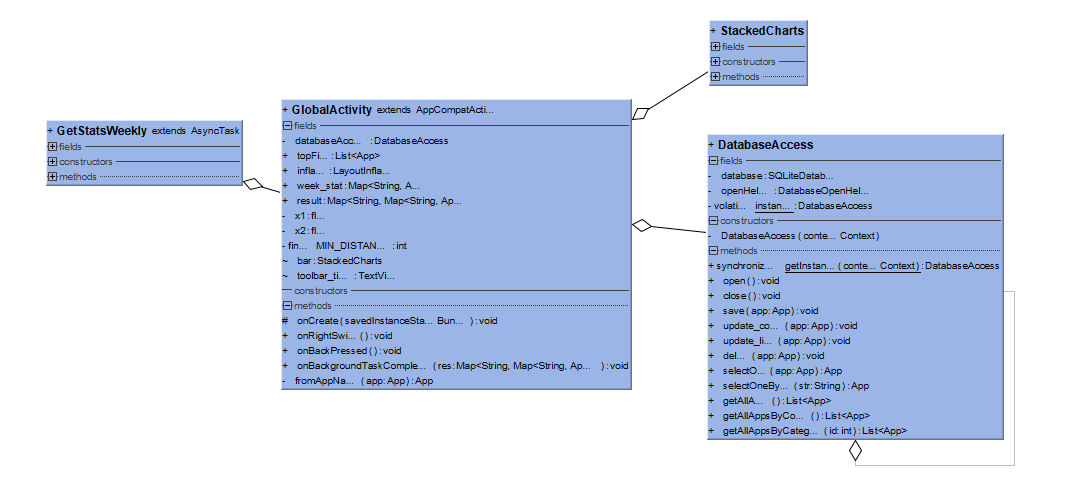 + StackedCharts
fields
constructors
methods
+ GetStatsWeekly extends AsyncTask
fields
constructors
methods
+ GlobalActivity extends AppCompatActi...
fields
- databaseAcc... : DatabaseAccess
+ topFi... : List<App>
+ infla... : LayoutInfla...
+ week_stat : Map<String, A...
+ result : Map<String, Map<String, Ap...
- x1 : fl...
- x2 : fl...
- fin... MIN_DISTAN... : int
~ bar : StackedCharts
~ toolbar_ti... : TextVi...
constructors
methods
# onCreate ( savedInstanceSta... Bun... ) : void
+ onRightSwi... ( ) : void
+ onBackPressed ( ) : void
+ onBackgroundTaskComple... ( res: Map<String, Map<String, Ap... ) : void
- fromAppNa... ( app: App ) : App
+ DatabaseAccess
fields
- database : SQLiteDatab...
- openHel... : DatabaseOpenHel...
- volati... instan... : DatabaseAccess
constructors
- DatabaseAccess ( conte... Context )
methods
+ synchroniz... getInstan... ( conte... Context ) : DatabaseAccess
+ open ( ) : void
+ close ( ) : void
+ save ( app: App ) : void
+ update_co... ( app: App ) : void
+ update_li... ( app: App ) : void
+ del... ( app: App ) : void
+ selectO... ( app: App ) : App
+ selectOneBy... ( str: String ) : App
+ getAllA... ( ) : List<App>
+ getAllAppsByCo... ( ) : List<App>
+ getAllAppsByCateg... ( id: int ) : List<App>